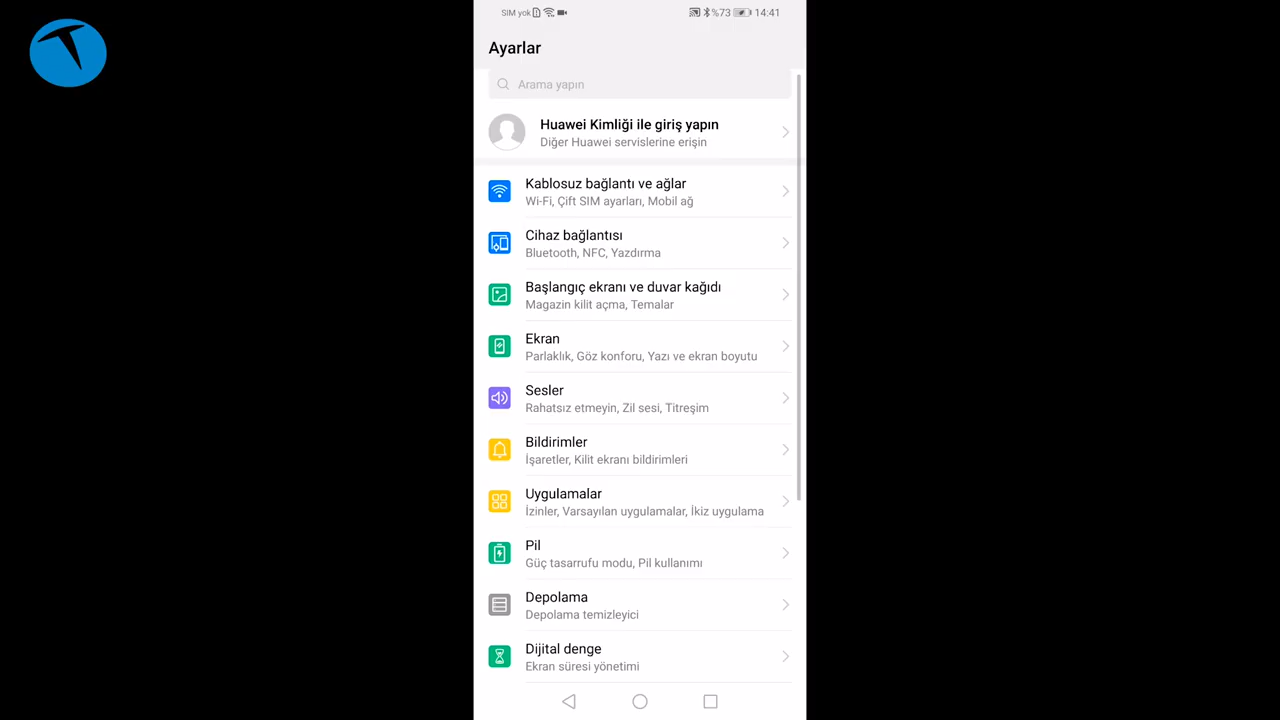 SIM yok %73 14:41
Ayarlar
Arama yapın
Huawei Kimliği ile giriş yapın
Diğer Huawei servislerine erişin
Kablosuz bağlantı ve ağlar
Wi-Fi, Çift SIM ayarları, Mobil ağ
Cihaz bağlantısı
Bluetooth, NFC, Yazdırma
Başlangıç ekranı ve duvar kağıdı
Magazin kilit açma, Temalar
Ekran
Parlaklık, Göz konforu, Yazı ve ekran boyutu
Sesler
Rahatsız etmeyin, Zil sesi, Titreşim
Bildirimler
İşaretler, Kilit ekranı bildirimleri
Uygulamalar
İzinler, Varsayılan uygulamalar, İkiz uygulama
Pil
Güç tasarrufu modu, Pil kullanımı
Depolama
Depolama temizleyici
Dijital denge
Ekran süresi yönetimi